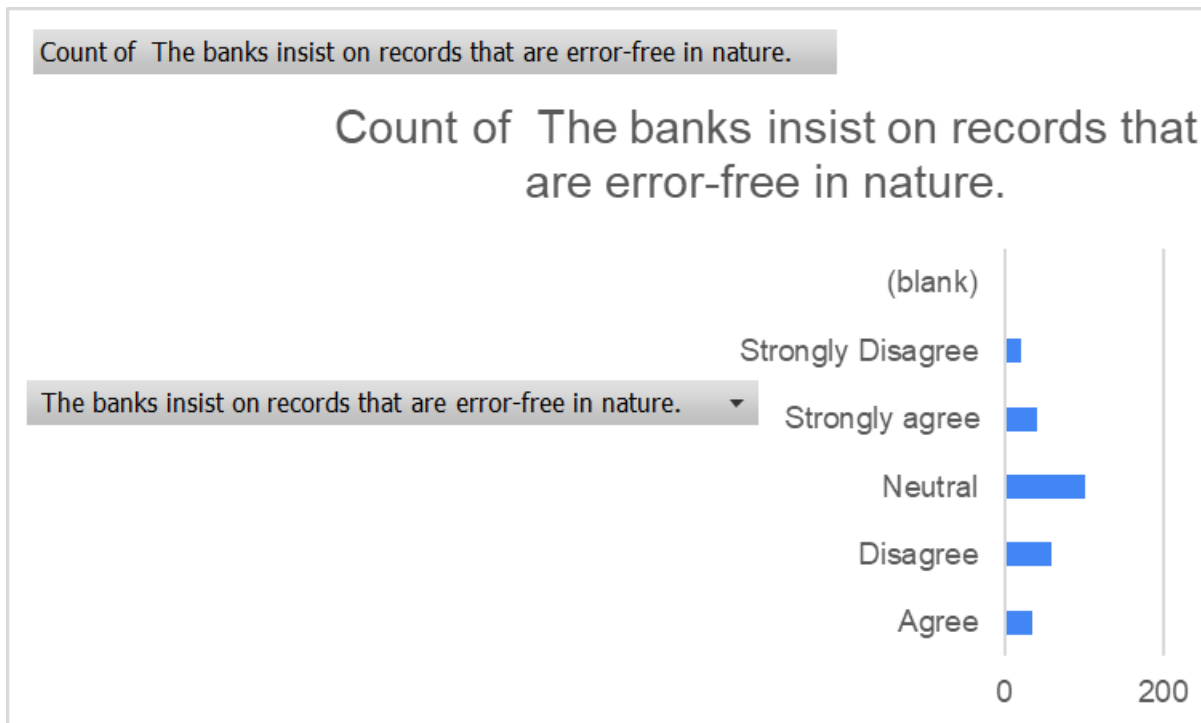 Count of  The banks insist on records that are error-free in nature.
Count of  The banks insist on records that
are error-free in nature.
(blank)
Strongly Disagree
The banks insist on records that are error-free in nature.
Strongly agree
Neutral
Disagree
Agree
0
200